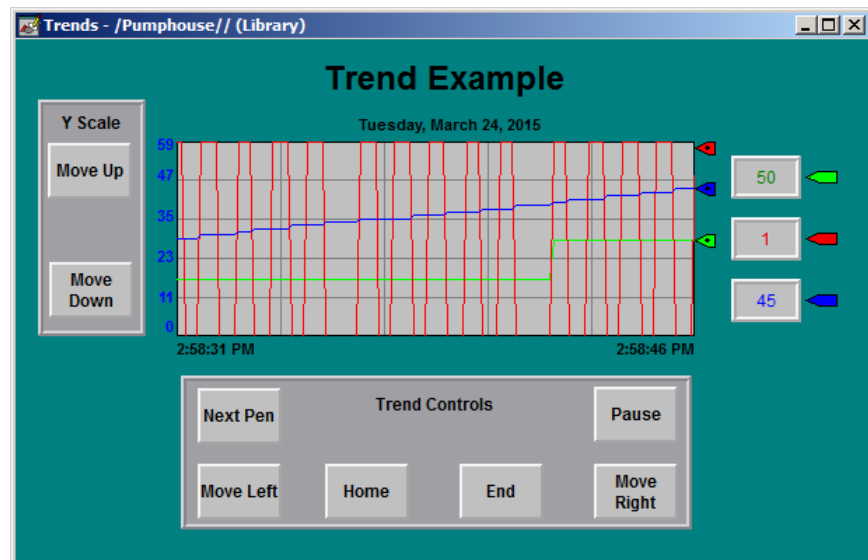 Trends - /Pumphouse// (Library)
Trend Example
Y Scale
Move Up
Move
Down
Tuesday, March 24, 2015
59
47
35
23
11
0
2:58:31 PM
2:58:46 PM
50
1
45
Next Pen
Trend Controls
Pause
Move Left
Home
End
Move
Right